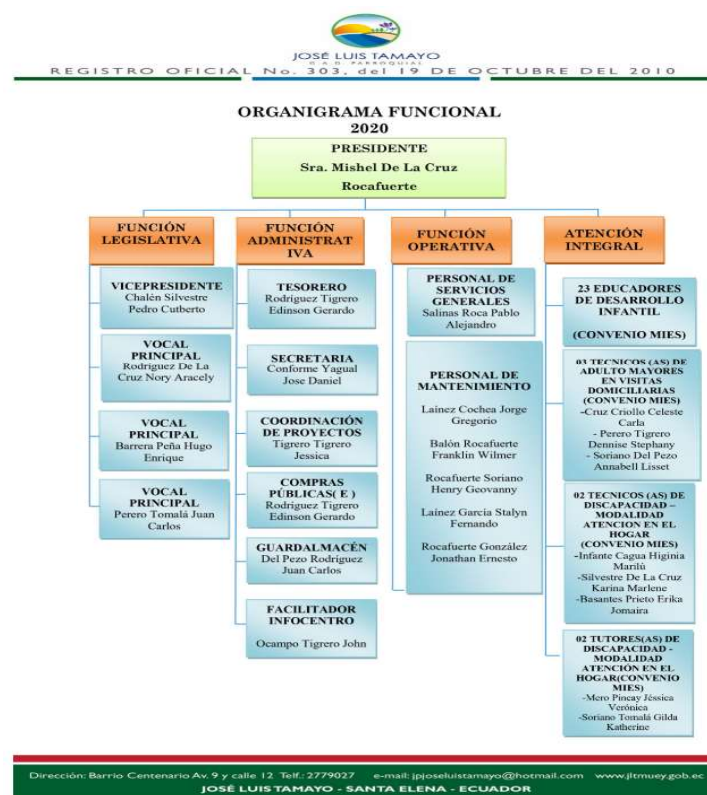 JOSÉ LUIS TAMAYO
G.A.D. PARROQUIAL
REGISTRO OFICIAL No. 303, del 19 DE OCTUBRE DEL 2010
ORGANIGRAMA FUNCIONAL
2020
PRESIDENTE
Sra. Mishel De La Cruz
Rocafuerte
FUNCIÓN
LEGISLATIVA
VICEPRESIDENTE
Chalén Silvestre
Pedro Cutberto
VOCAL
PRINCIPAL
Rodríguez De La
Cruz Nory Aracely
VOCAL
PRINCIPAL
Barrera Peña Hugo
Enrique
VOCAL
PRINCIPAL
Perero Tomalá Juan
Carlos
FUNCIÓN
ADMINISTRAT
IVA
TESORERO
Rodríguez Tigrero
Edinson Gerardo
SECRETARIA
Conforme Yagual
Jose Daniel
COORDINACIÓN
DE PROYECTOS
Tigrero Tigrero
Jessica
COMPRAS
PÚBLICAS( E )
Rodríguez Tigrero
Edinson Gerardo
GUARDALMACÉN
Del Pezo Rodríguez
Juan Carlos
FACILITADOR
INFOCENTRO
Ocampo Tigrero John
FUNCIÓN
OPERATIVA
PERSONAL DE
SERVICIOS
GENERALES
Salinas Roca Pablo
Alejandro
PERSONAL DE
MANTENIMIENTO
Laínez Cochea Jorge
Gregorio
Balón Rocafuerte
Franklin Wilmer
Rocafuerte Soriano
Henry Geovanny
Laínez García Stalyn
Fernando
Rocafuerte González
Jonathan Ernesto
ATENCIÓN
INTEGRAL
23 EDUCADORES
DE DESARROLLO
INFANTIL
(CONVENIO MIES)
03 TECNICOS (AS) DE
ADULTO MAYORES
EN VISITAS
DOMICILIARIAS
(CONVENIO MIES)
-Cruz Criollo Celeste
Carla
- Perero Tigrero
Dennise Stephany
- Soriano Del Pezo
Annabell Lisset
02 TECNICOS (AS) DE
DISCAPACIDAD –
MODALIDAD
ATENCION EN EL
HOGAR
(CONVENIO MIES)
-Infante Cagua Higinia
Marilú
-Silvestre De La Cruz
Karina Marlene
-Basantes Prieto Erika
Jomaira
02 TUTORES(AS) DE
DISCAPACIDAD -
MODALIDAD
ATENCIÓN EN EL
HOGAR(CONVENIO
MIES)
-Mero Pincay Jéssica
Verónica
-Soriano Tomalá Gilda
Katherine
Dirección: Barrio Centenario Av. 9 y calle 12 Telf.: 2779027 e-mail: jpjoseluistamayo@hotmail.com www.jltmuey.gob.ec
JOSÉ LUIS TAMAYO - SANTA ELENA - ECUADOR